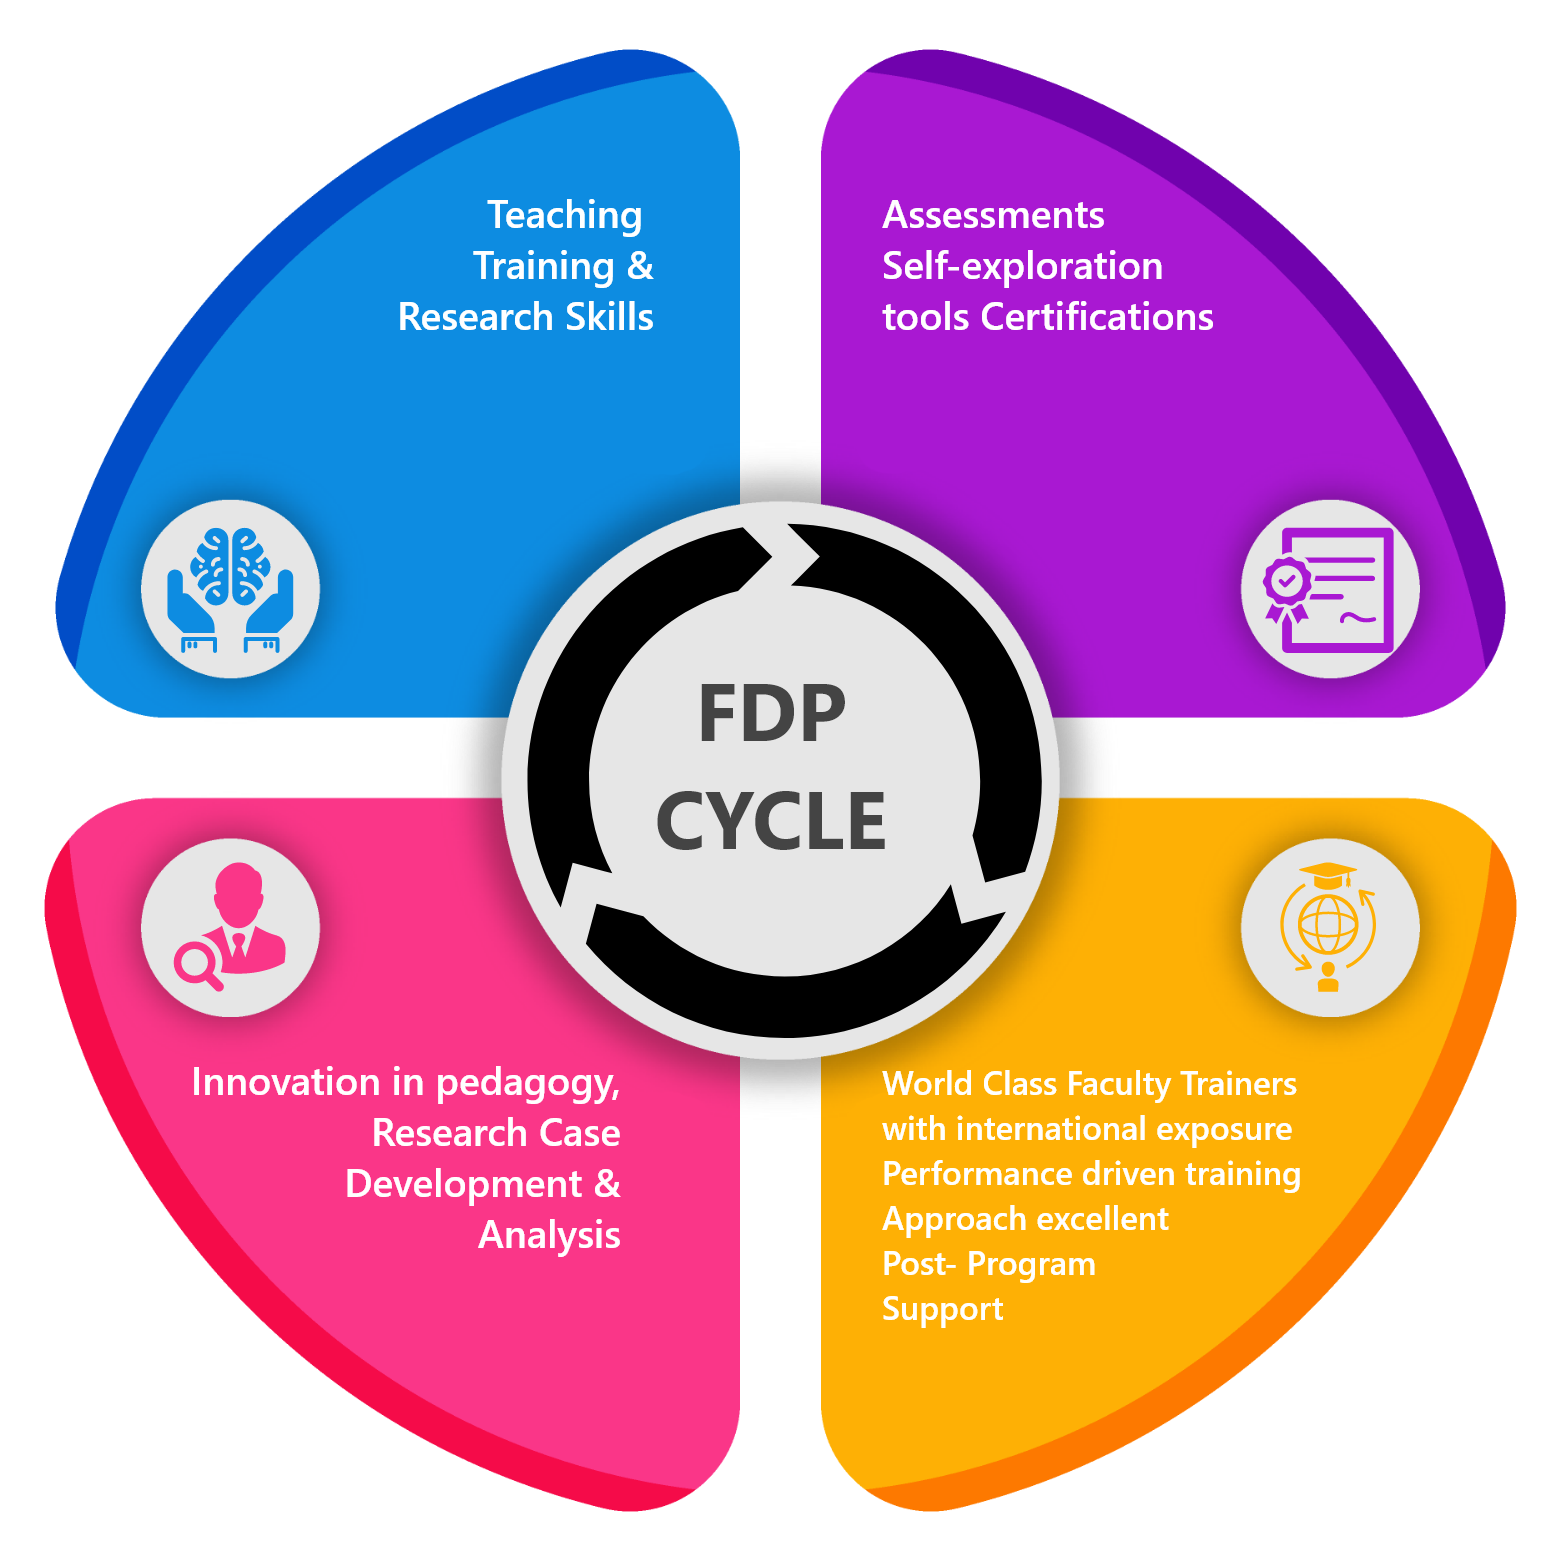 Teaching
Training &
Research Skills
Assessments
Self-exploration
tools Certifications
FDP
CYCLE
Innovation in pedagogy,
Research Case
Development &
Analysis
World Class Faculty Trainers
with international exposure
Performance driven training
Approach excellent
Post- Program
Support